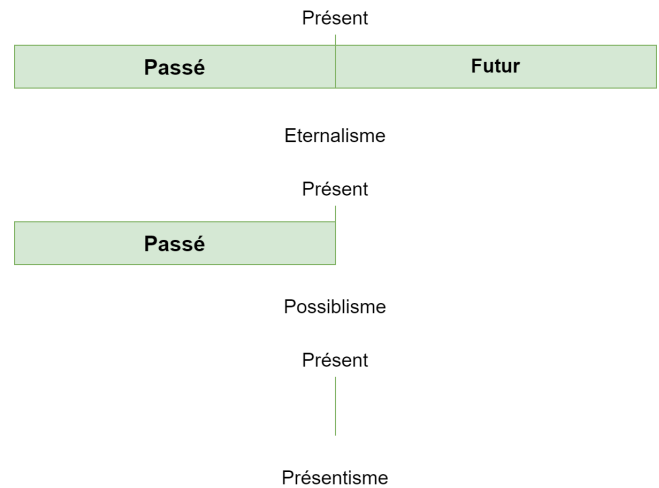 Présent
Passé Futur
Eternalisme
Présent
Passé
Possiblisme
Présent
Présentisme